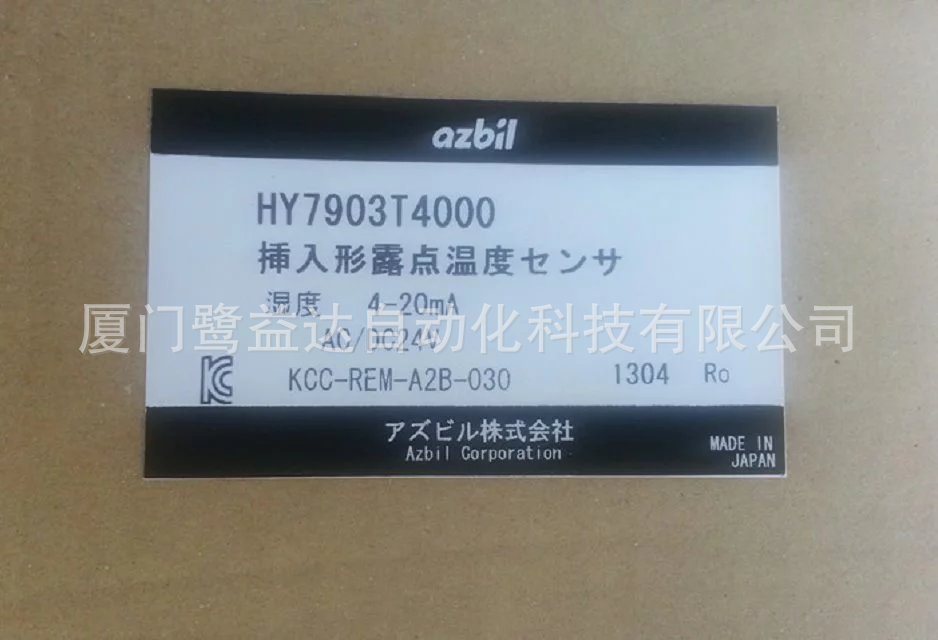 azbil
HY7903T4000
挿入形露点温度センサ
湿度 4-20mA
厦门鹭益达自动化科技有限公司
AC/DC24V
KCC-REM-A2B-030 1304 Ro
アズビル株式会社
Azbil Corporation
MADE IN
JAPAN